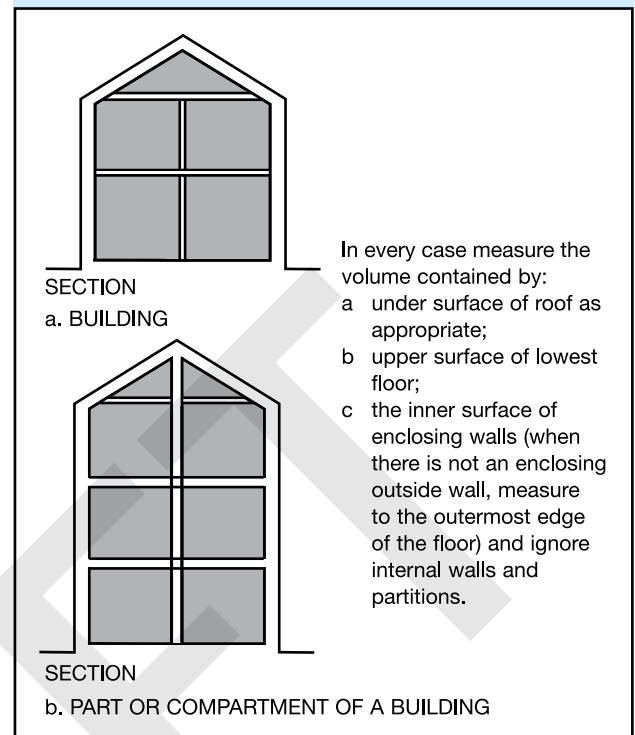 SECTION
a. BUILDING
In every case measure the
volume contained by:
a under surface of roof as
appropriate;
b upper surface of lowest
floor;
c the inner surface of
enclosing walls (when
there is not an enclosing
outside wall, measure
to the outermost edge
of the floor) and ignore
internal walls and
partitions.
SECTION
b. PART OR COMPARTMENT OF A BUILDING